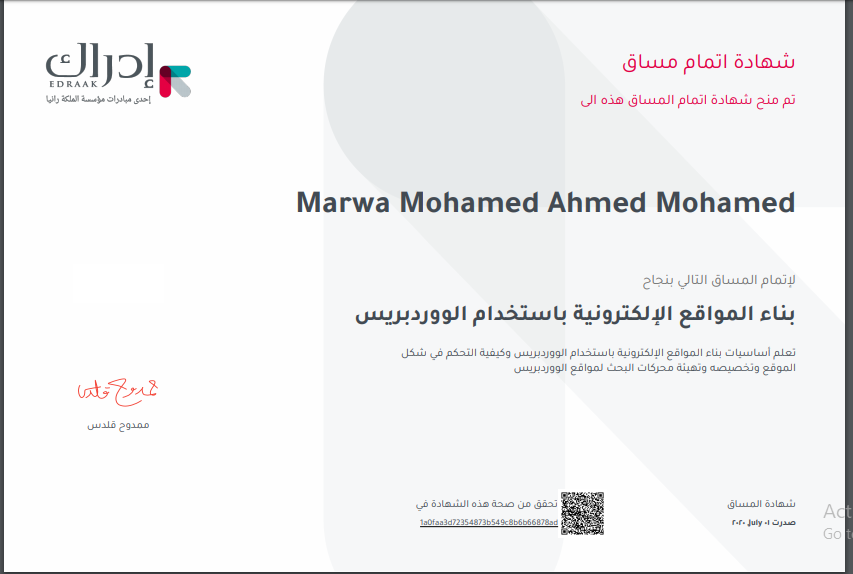 شهادة اتمام مساق
تم منح شهادة اتمام المساق هذه الى
إدراك
EDRAAK
إحدى مبادرات مؤسسة الملكة رانيا
Marwa Mohamed Ahmed Mohamed
لإتمام المساق التالي بنجاح
بناء المواقع الإلكترونية باستخدام الووردبريس
تعلم أساسيات بناء المواقع الإلكترونية باستخدام الووردبريس وكيفية التحكم في شكل
الموقع وتخصيصه وتهيئة محركات البحث لمواقع الووردبريس
ممدوح قلدس
ممدوح قلدس
شهادة المساق
صدرت ٠١ July, ٢٠٢٠
تحقق من صحة هذه الشهادة في
1a0faa3d72354873b549c8b6b66878ad
Act
Go to